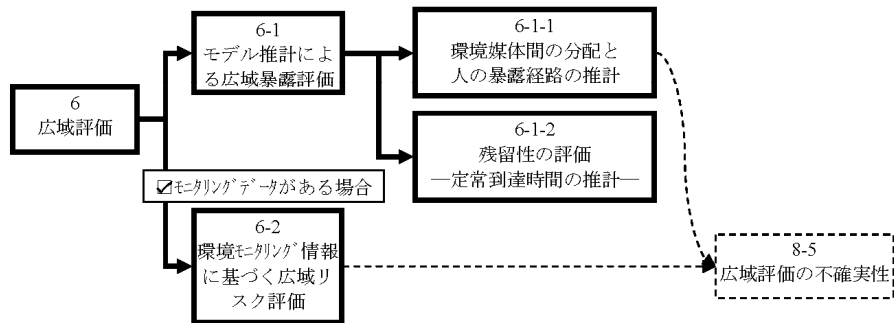 6
広域評価
6-1
モデル推計によ
る広域暴露評価
6-1-1
環境媒体間の分配と
人の暴露経路の推計
6-1-2
残留性の評価
―定常到達時間の推計―
☑ﾓﾆﾀﾘﾝｸﾞﾃﾞｰﾀがある場合
6-2
環境ﾓﾆﾀﾘﾝｸﾞ情報
に基づく広域リ
スク評価
8-5
広域評価の不確実性